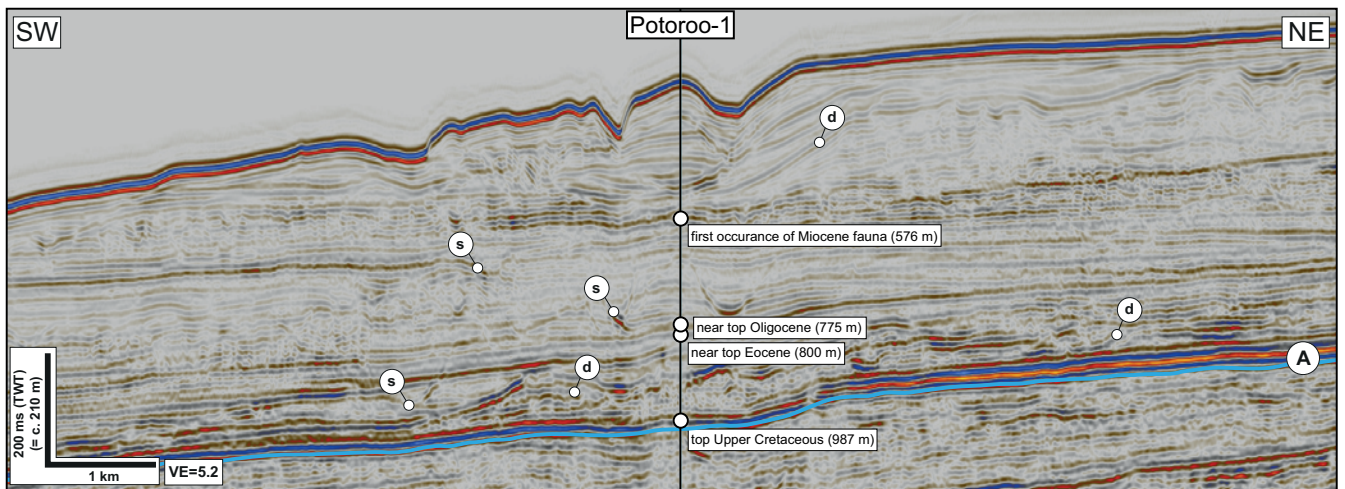 SW
Potoroo-1
NE
d
first occurance of Miocene fauna (576 m)
s
s
near top Oligocene (775 m)
d
near top Eocene (800 m)
A
s
d
top Upper Cretaceous (987 m)
200 ms (TWT)
(= c. 210 m)
1 km
VE=5.2